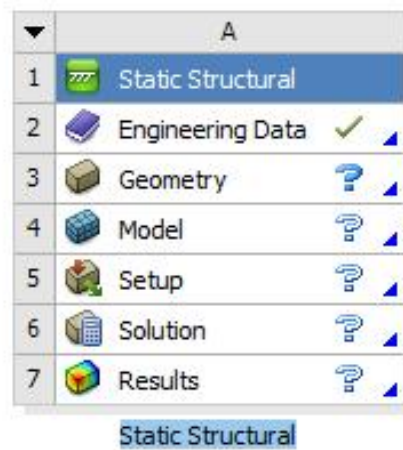 A
1 Static Structural
2 Engineering Data
3 Geometry
4 Model
5 Setup
6 Solution
7 Results
Static Structural